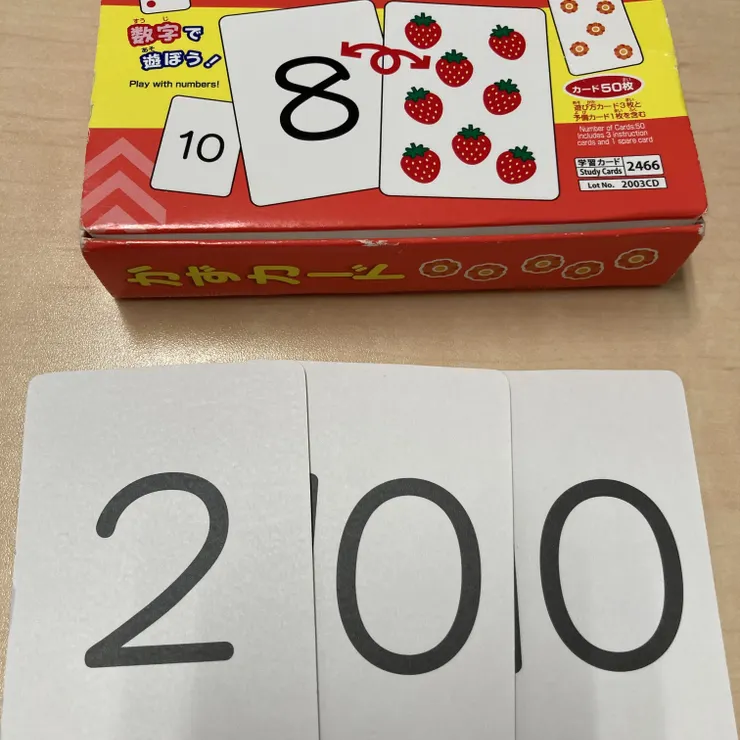 数字で
遊ぼう!
Play with numbers!
10
8
カード50枚
遊び方カード3枚と
予備カード1枚を含む
Number of Cards:50
Includes 3 instruction
cards and 1 spare card
学習カード
Study Cards
2466
Lot No. 2003CD
かずカード
2 0 0